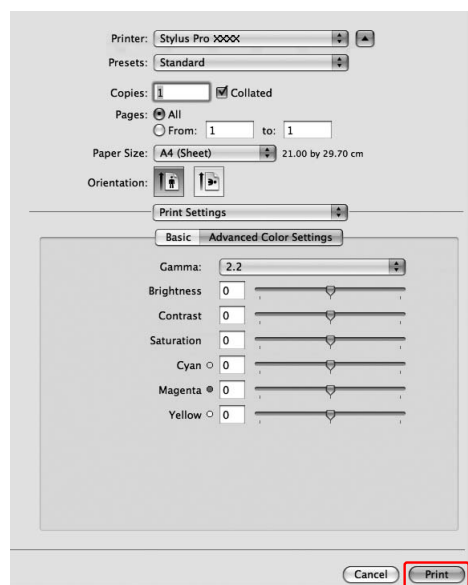 Printer: Stylus Pro XXXX
Presets: Standard
Copies: 1 Collated
Pages: All
From: 1 to: 1
Paper Size: A4 (Sheet) 21.00 by 29.70 cm
Orientation:
Print Settings
Basic Advanced Color Settings
Gamma: 2.2
Brightness 0
Contrast 0
Saturation 0
Cyan 0
Magenta 0
Yellow 0
Cancel Print